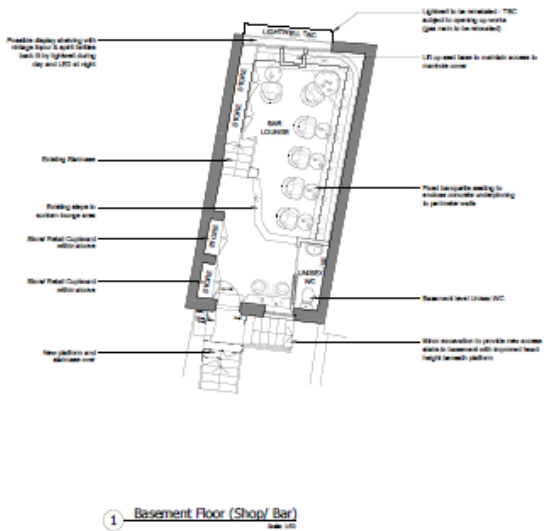 Possible display shelving with
vintage liquor & spirit bottles
back lit by lightwell during
day and LED at night
LIGHTWELL TBC
Lightwell to be reinstated - TBC
subject to opening up works
(gas main to be relocated)
Lift up seat base to maintain access to
manhole cover
STORE
STORE
BAR
LOUNGE
Existing Staircase
Existing steps to
sunken lounge area
Fixed banquette seating to
enclose concrete underpinning
to perimeter walls
Store/ Retail Cupboard
within above
STORE
Store/ Retail Cupboard
within above
STORE
UNISEX
WC
Basement level Unisex WC
New platform and
staircase over
Minor excavation to provide new access
stairs to basement with improved head
height beneath platform
1
Basement Floor (Shop/ Bar)